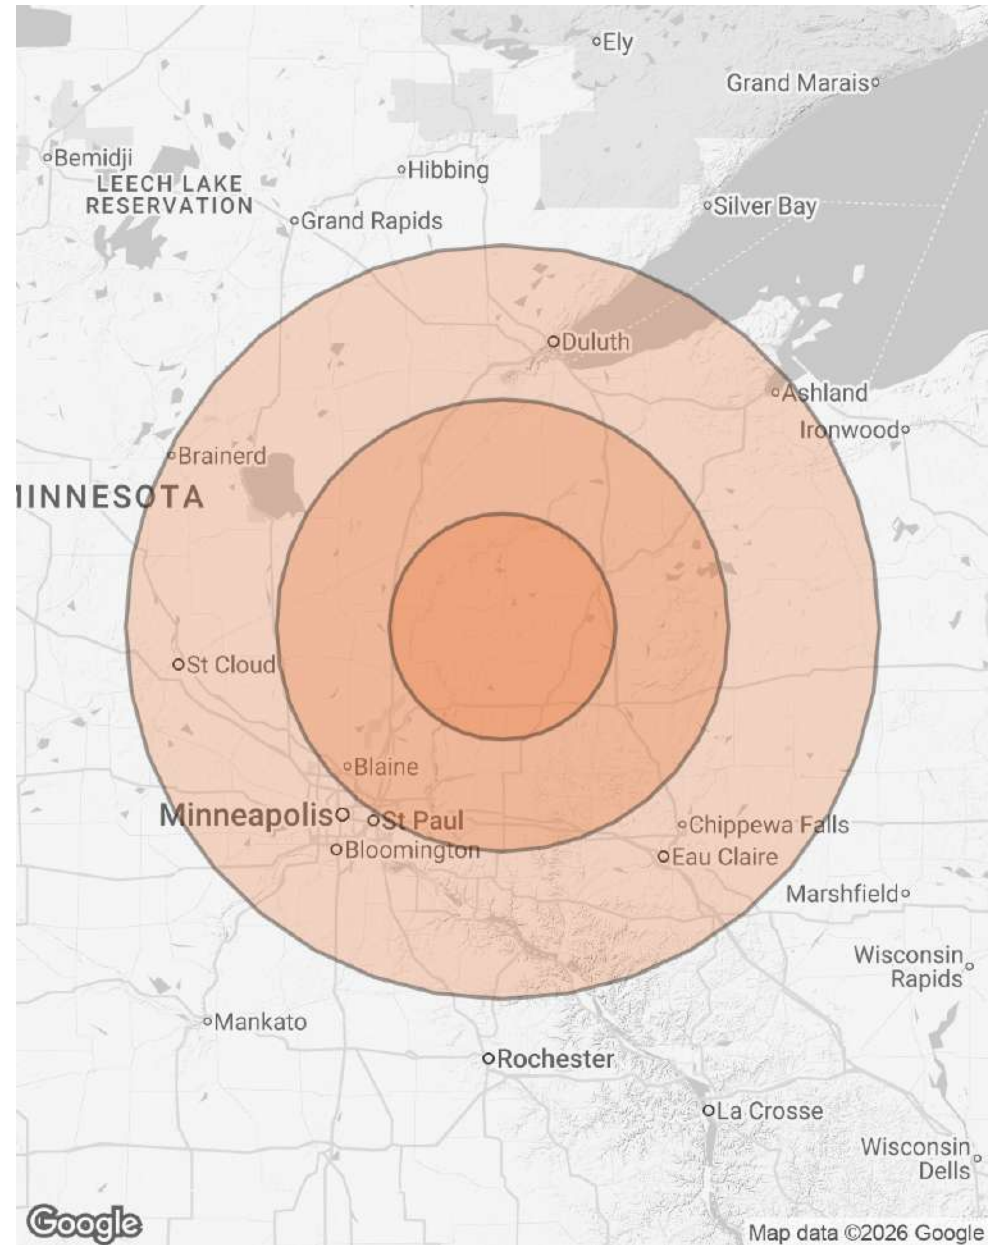 Ely
Grand Marais
Bemidji
Hibbing
LEECH LAKE
RESERVATION
Silver Bay
Grand Rapids
Duluth
Ashland
Ironwood
Brainerd
MINNESOTA
St Cloud
Blaine
Minneapolis
St Paul
Chippewa Falls
Bloomington
Eau Claire
Marshfield
Wisconsin
Rapids
Mankato
Rochester
La Crosse
Wisconsin
Dells
Google
Map data ©2026 Google